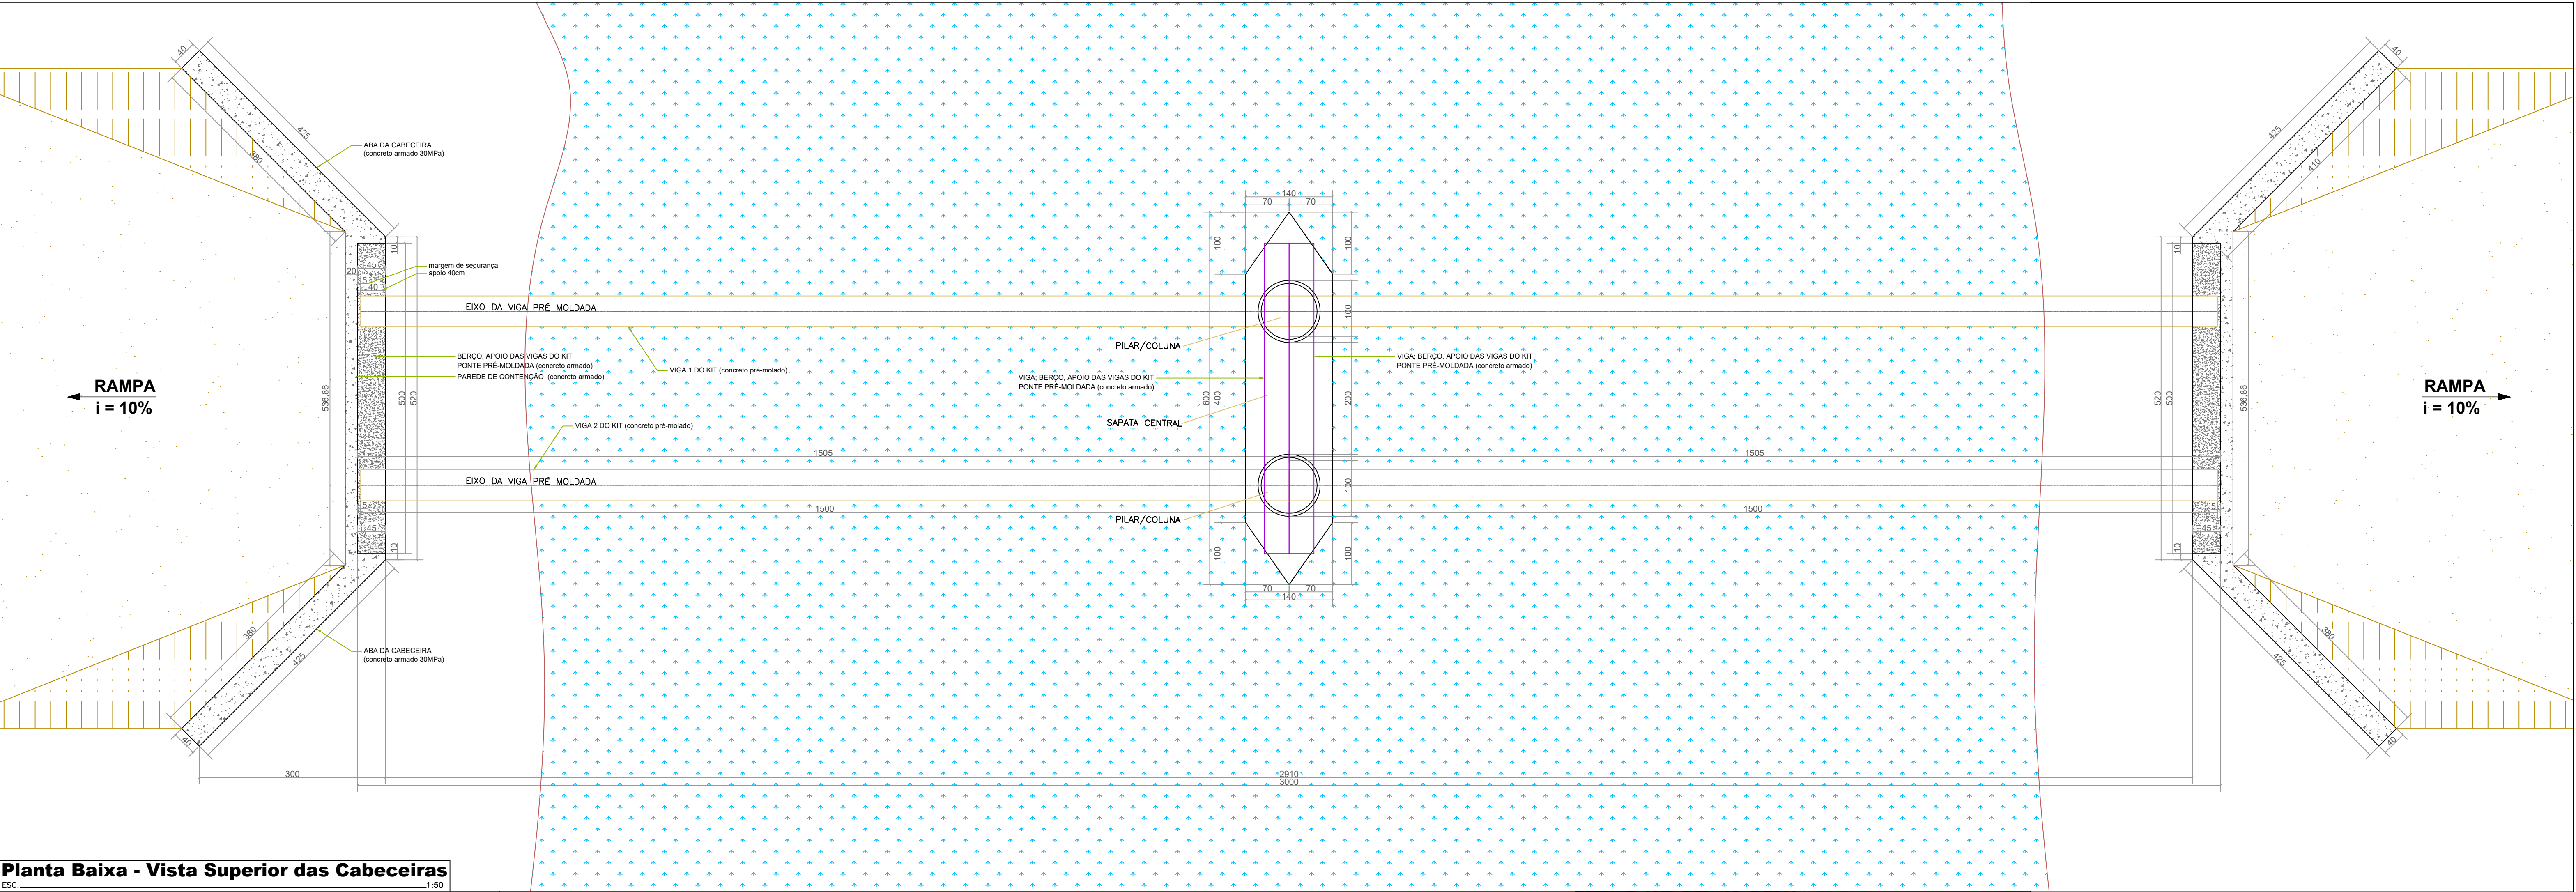 40
425
380
ABA DA CABECEIRA
(concreto armado 30MPa)
10
45
20
5
40
margem de segurança
apoio 40cm
EIXO DA VIGA PRÉ MOLDADA
BERÇO, APOIO DAS VIGAS DO KIT
PONTE PRÉ-MOLDADA (concreto armado)
PAREDE DE CONTENÇÃO (concreto armado)
VIGA 1 DO KIT (concreto pré-molado)
RAMPA
i = 10%
536.86
500
520
VIGA 2 DO KIT (concreto pré-molado)
1505
EIXO DA VIGA PRÉ MOLDADA
1500
5
45
10
380
425
ABA DA CABECEIRA
(concreto armado 30MPa)
40
300
140
70
70
100
100
100
PILAR/COLUNA
VIGA; BERÇO, APOIO DAS VIGAS DO KIT
PONTE PRÉ-MOLDADA (concreto armado)
VIGA; BERÇO, APOIO DAS VIGAS DO KIT
PONTE PRÉ-MOLDADA (concreto armado)
600
400
200
SAPATA CENTRAL
100
PILAR/COLUNA
100
100
70
70
140
2910
3000
40
425
410
10
520
500
536.86
RAMPA
i = 10%
1505
1500
5
45
10
380
425
40
Planta Baixa - Vista Superior das Cabeceiras
ESC. 1:50